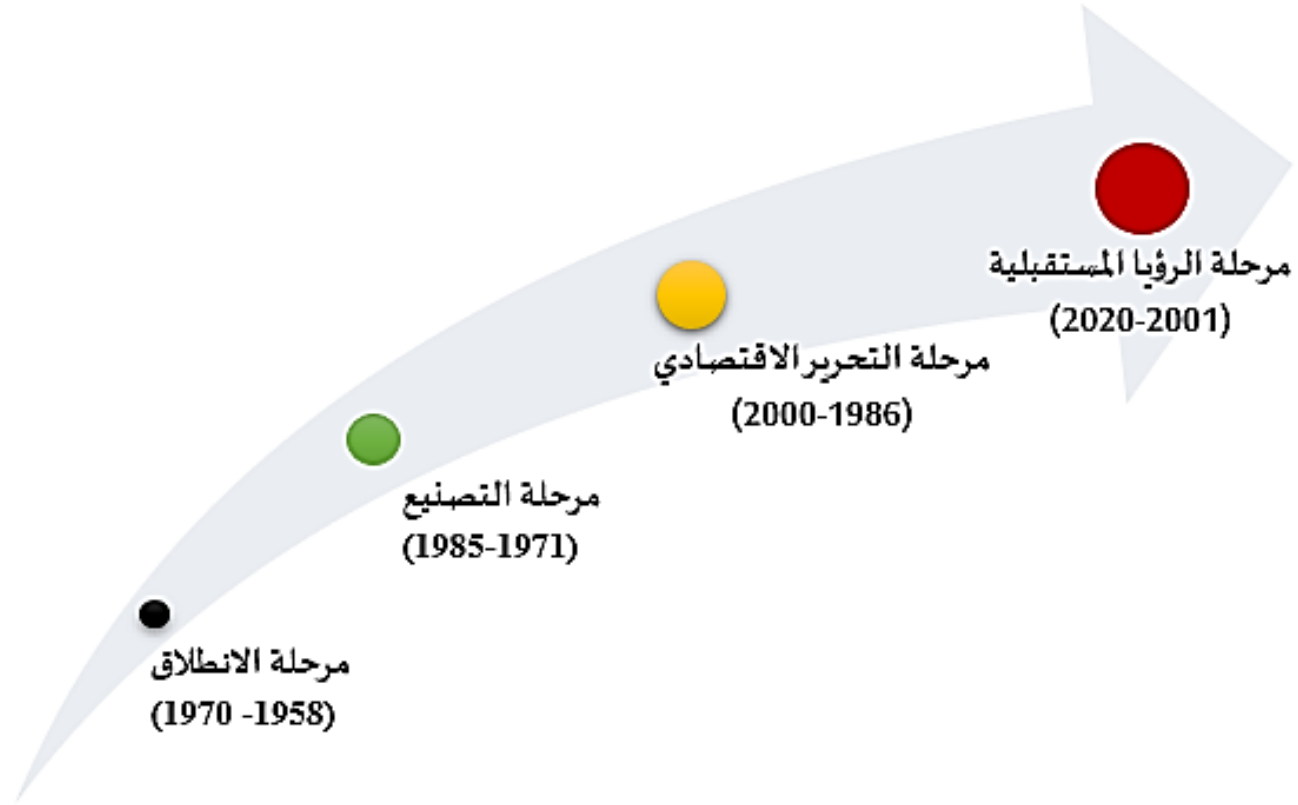 مرحلة الرؤيا المستقبلية
(2020-2001)
مرحلة التحرير الاقتصادي
(2000-1986)
مرحلة التصنيع
(1985-1971)
مرحلة الانطلاق
(1970 -1958)